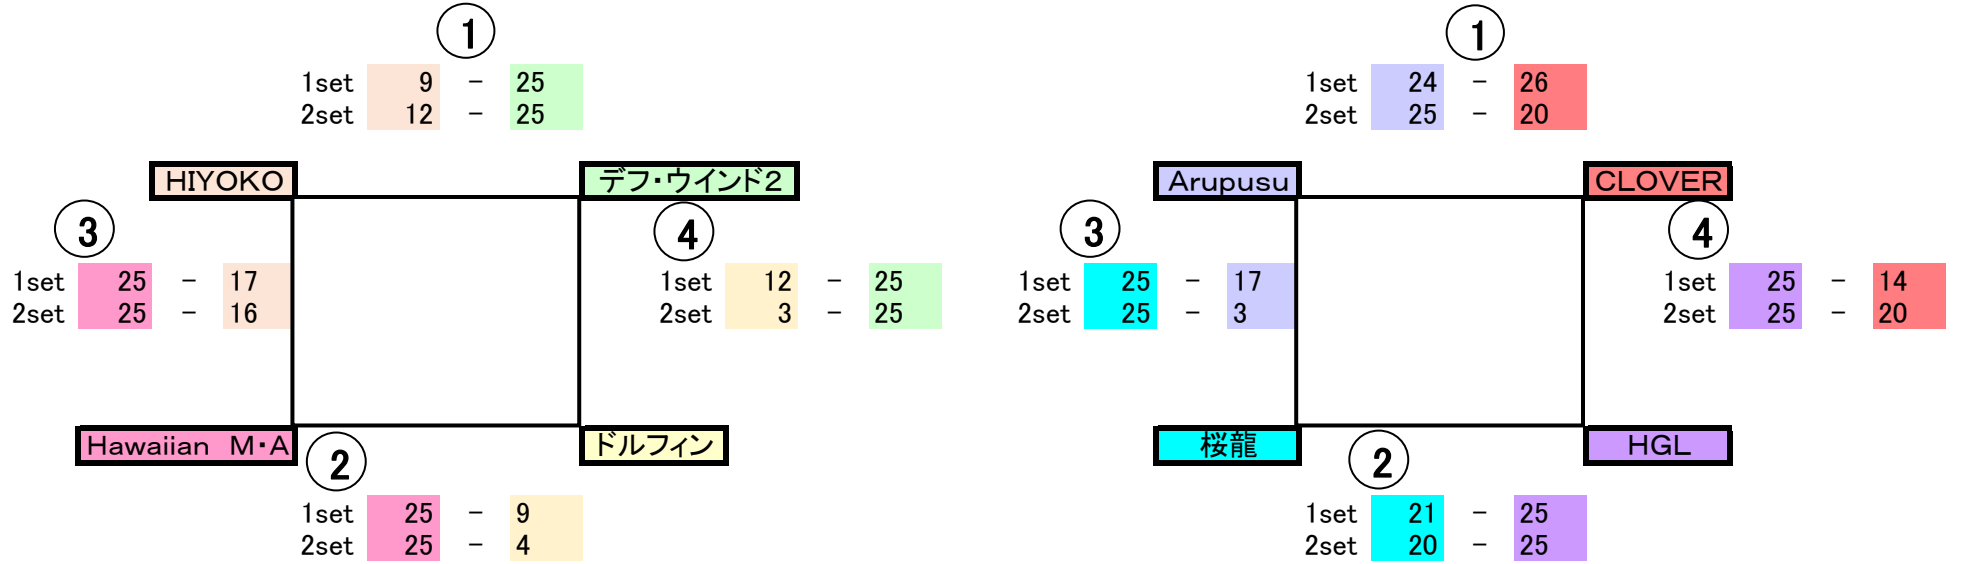 ①
1set 9 - 25
2set 12 - 25
HIYOKO
デフ・ウインド2
③
1set 25 - 17
2set 25 - 16
④
1set 12 - 25
2set 3 - 25
Hawaiian M・A
ドルフィン
②
1set 25 - 9
2set 25 - 4
①
1set 24 - 26
2set 25 - 20
Arupusu
CLOVER
③
1set 25 - 17
2set 25 - 3
④
1set 25 - 14
2set 25 - 20
桜龍
HGL
②
1set 21 - 25
2set 20 - 25